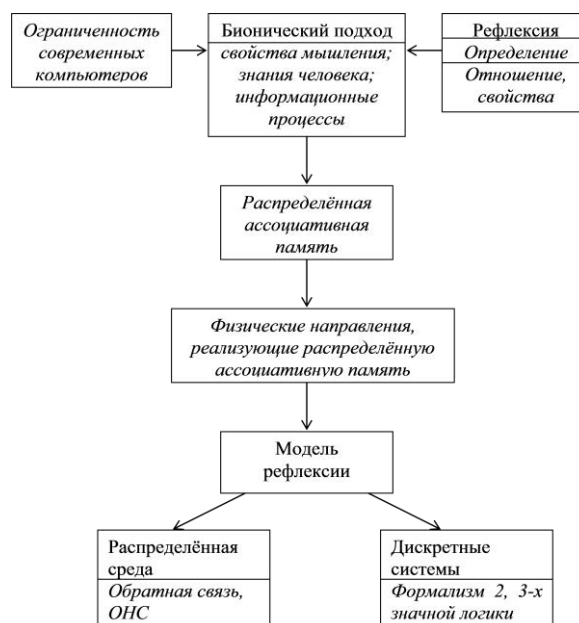 Ограниченность
современных
компьютеров
Бионический подход
свойства мышления;
знания человека;
информационные
процессы
Рефлексия
Определение
Отношение,
свойства
Распределённая
ассоциативная
память
Физические направления,
реализующие распределённую
ассоциативную память
Модель
рефлексии
Распределённая
среда
Обратная связь,
ОНС
Дискретные
системы
Формализм 2, 3-х
значной логики